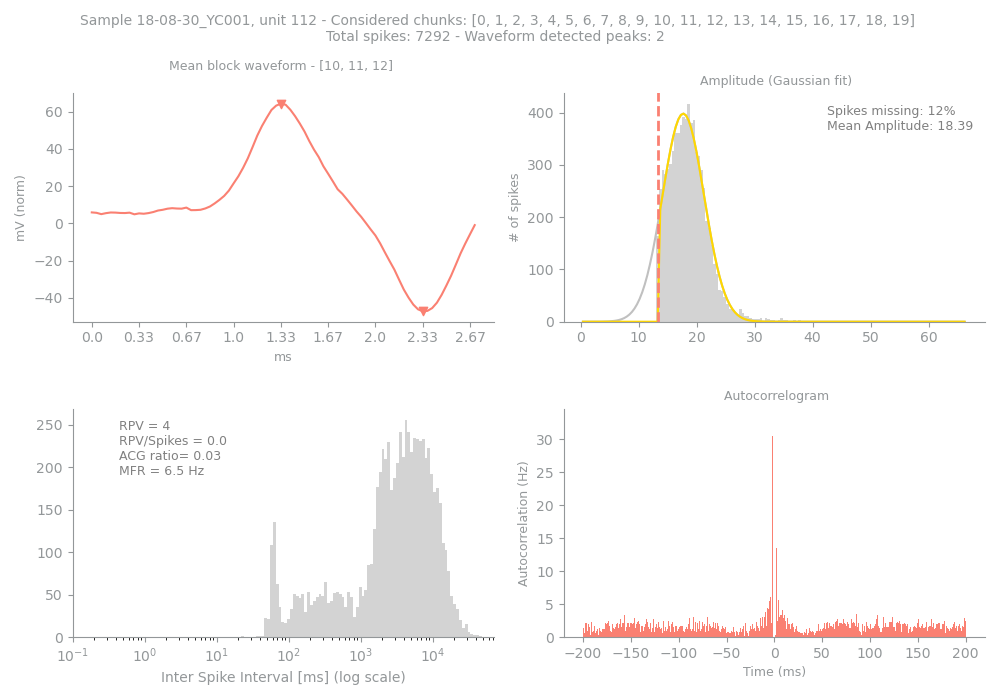 Sample 18-08-30_YC001, unit 112 - Considered chunks: [0, 1, 2, 3, 4, 5, 6, 7, 8, 9, 10, 11, 12, 13, 14, 15, 16, 17, 18, 19]
Total spikes: 7292 - Waveform detected peaks: 2
Mean block waveform - [10, 11, 12]
mV (norm)
60
40
20
0
−20
−40
0.0 0.33 0.67 1.0 1.33 1.67 2.0 2.33 2.67
ms
Amplitude (Gaussian fit)
Spikes missing: 12%
Mean Amplitude: 18.39
# of spikes
400
300
200
100
0
0 10 20 30 40 50 60
RPV = 4
RPV/Spikes = 0.0
ACG ratio= 0.03
MFR = 6.5 Hz
250
200
150
100
50
0
10⁻¹ 10⁰ 10¹ 10² 10³ 10⁴
Inter Spike Interval [ms] (log scale)
Autocorrelogram
Autocorrelation (Hz)
30
25
20
15
10
5
0
−200 −150 −100 −50 0 50 100 150 200
Time (ms)